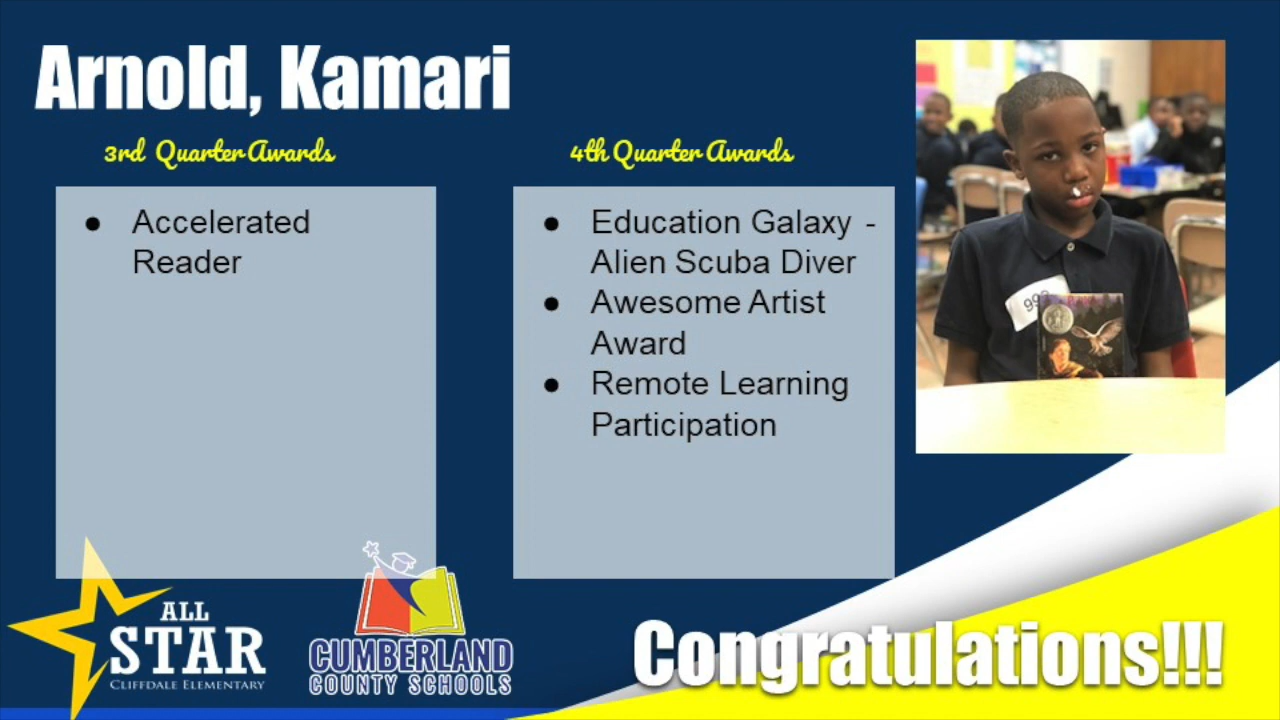 Arnold, Kamari
3rd Quarter Awards
● Accelerated
Reader
4th Quarter Awards
● Education Galaxy -
Alien Scuba Diver
● Awesome Artist
Award
● Remote Learning
Participation
ALL
STAR
CLIFFDALE ELEMENTARY
CUMBERLAND
COUNTY SCHOOLS
Congratulations!!!